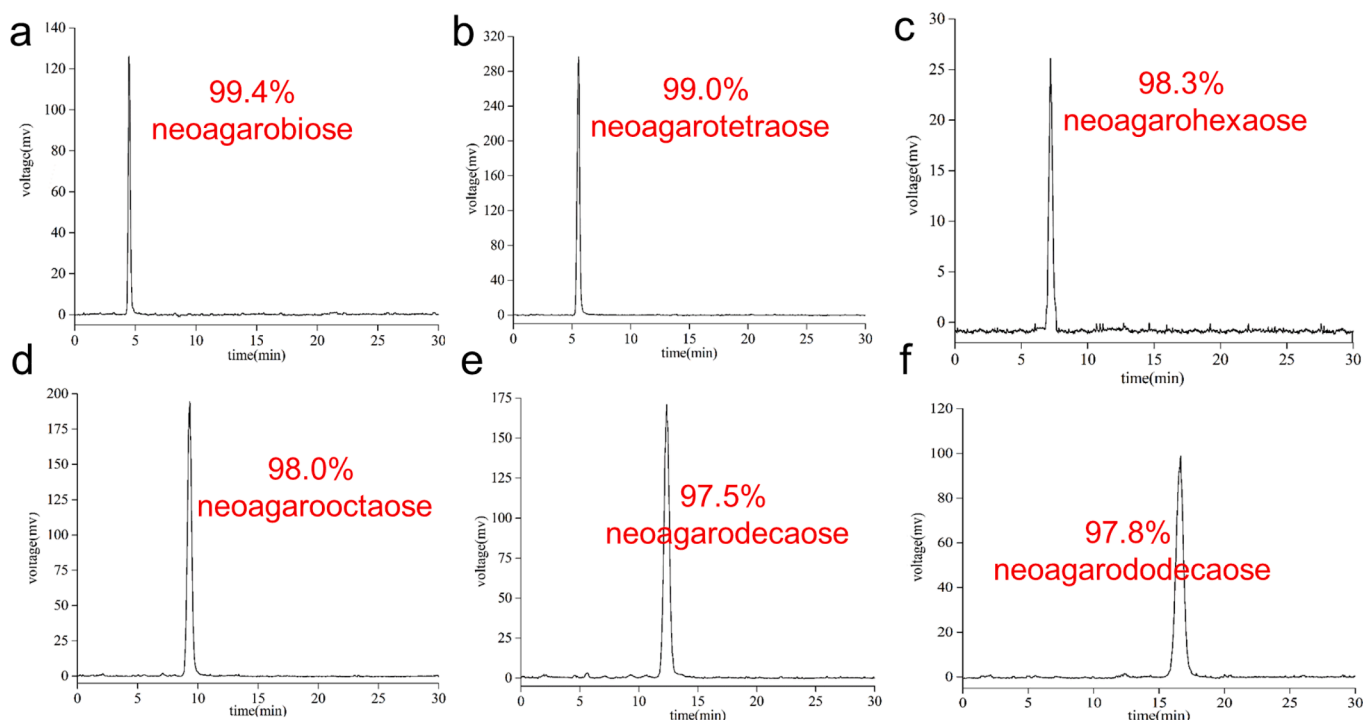 a
140
120
100
80
60
40
20
0
voltage(mv)
99.4%
neoagarobiose
0 5 10 15 20 25 30
time(min)
b
320
280
240
200
160
120
80
40
0
voltage(mv)
99.0%
neoagarotetraose
0 5 10 15 20 25 30
time(min)
c
30
25
20
15
10
5
0
voltage(mv)
98.3%
neoagarohexaose
0 5 10 15 20 25 30
time(min)
d
200
175
150
125
100
75
50
25
0
voltage(mv)
98.0%
neoagarooctaose
0 5 10 15 20 25 30
time(min)
e
175
150
125
100
75
50
25
0
voltage(mv)
97.5%
neoagarodecaose
0 5 10 15 20 25 30
time(min)
f
120
100
80
60
40
20
0
voltage(mv)
97.8%
neoagarododecaose
0 5 10 15 20 25 30
time(min)